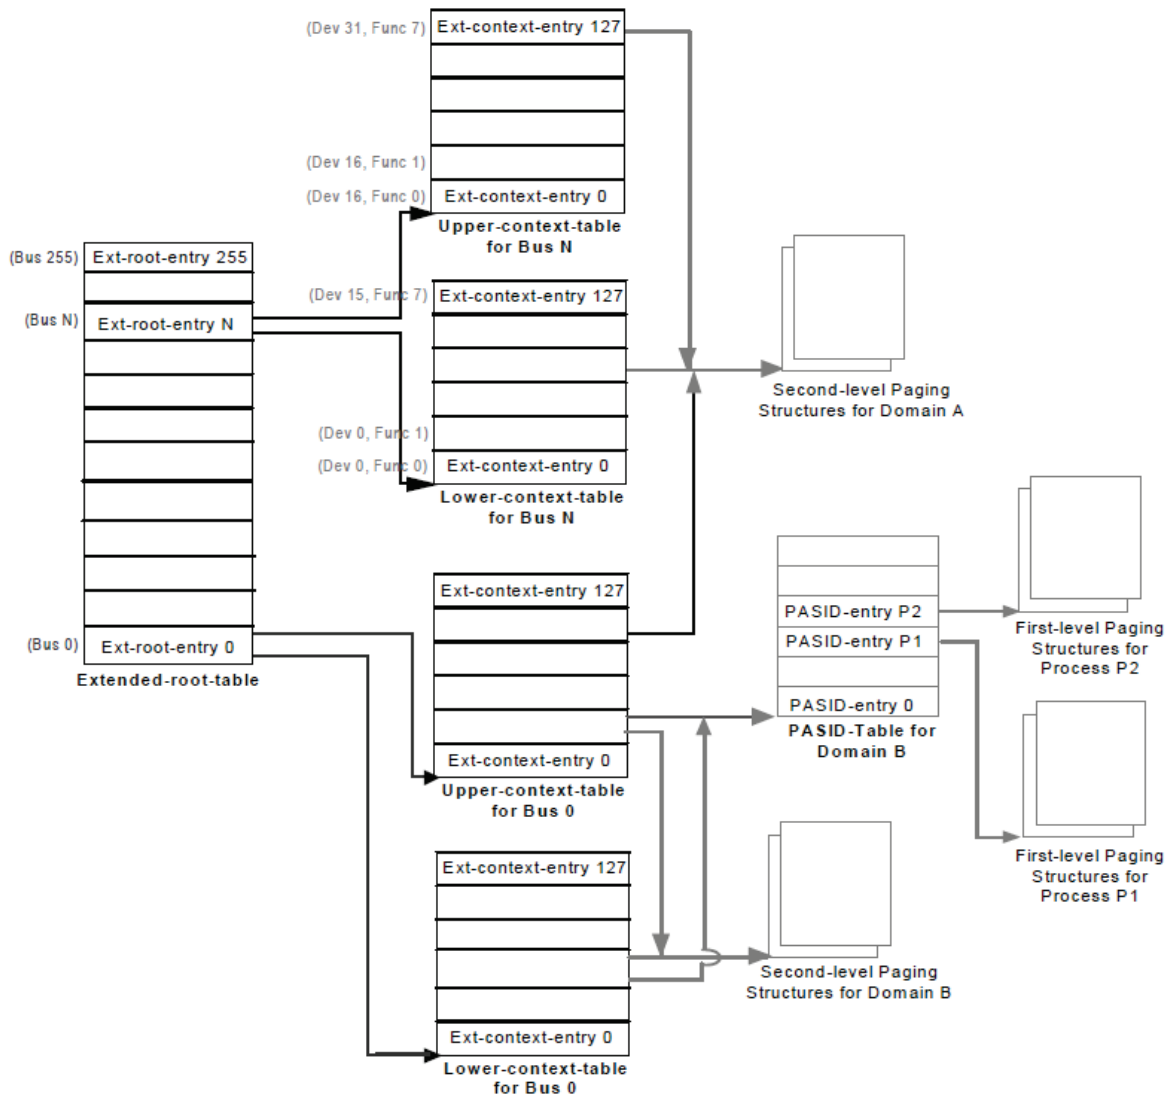 (Dev 31, Func 7)
Ext-context-entry 127
(Dev 16, Func 1)
(Dev 16, Func 0)
Ext-context-entry 0
Upper-context-table
for Bus N
(Bus 255)
Ext-root-entry 255
(Bus N)
Ext-root-entry N
(Bus 0)
Ext-root-entry 0
Extended-root-table
(Dev 15, Func 7)
Ext-context-entry 127
(Dev 0, Func 1)
(Dev 0, Func 0)
Ext-context-entry 0
Lower-context-table
for Bus N
Second-level Paging
Structures for Domain A
Ext-context-entry 127
Ext-context-entry 0
Upper-context-table
for Bus 0
PASID-entry P2
PASID-entry P1
PASID-entry 0
PASID-Table for
Domain B
First-level Paging
Structures for
Process P2
First-level Paging
Structures for
Process P1
Ext-context-entry 127
Ext-context-entry 0
Lower-context-table
for Bus 0
Second-level Paging
Structures for Domain B